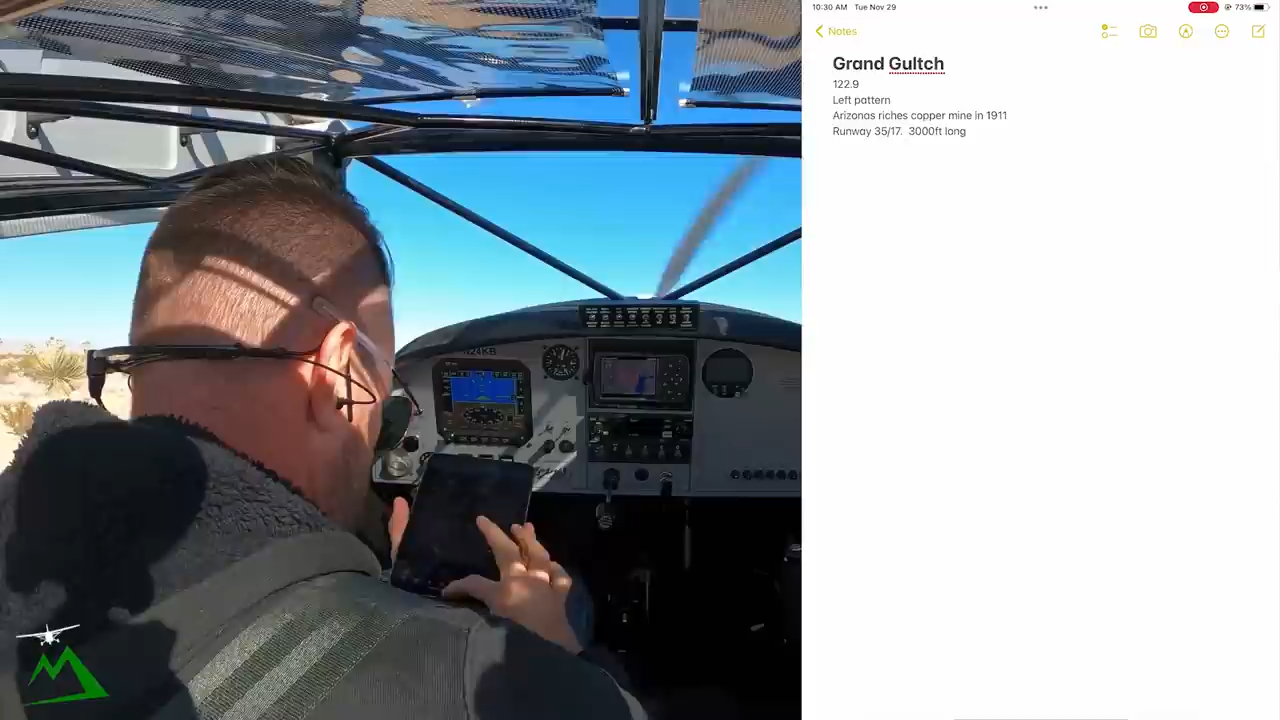 10:30 AM Tue Nov 29
73%
Notes
Grand Gultch
122.9
Left pattern
Arizonas riches copper mine in 1911
Runway 35/17. 3000ft long
N24KB